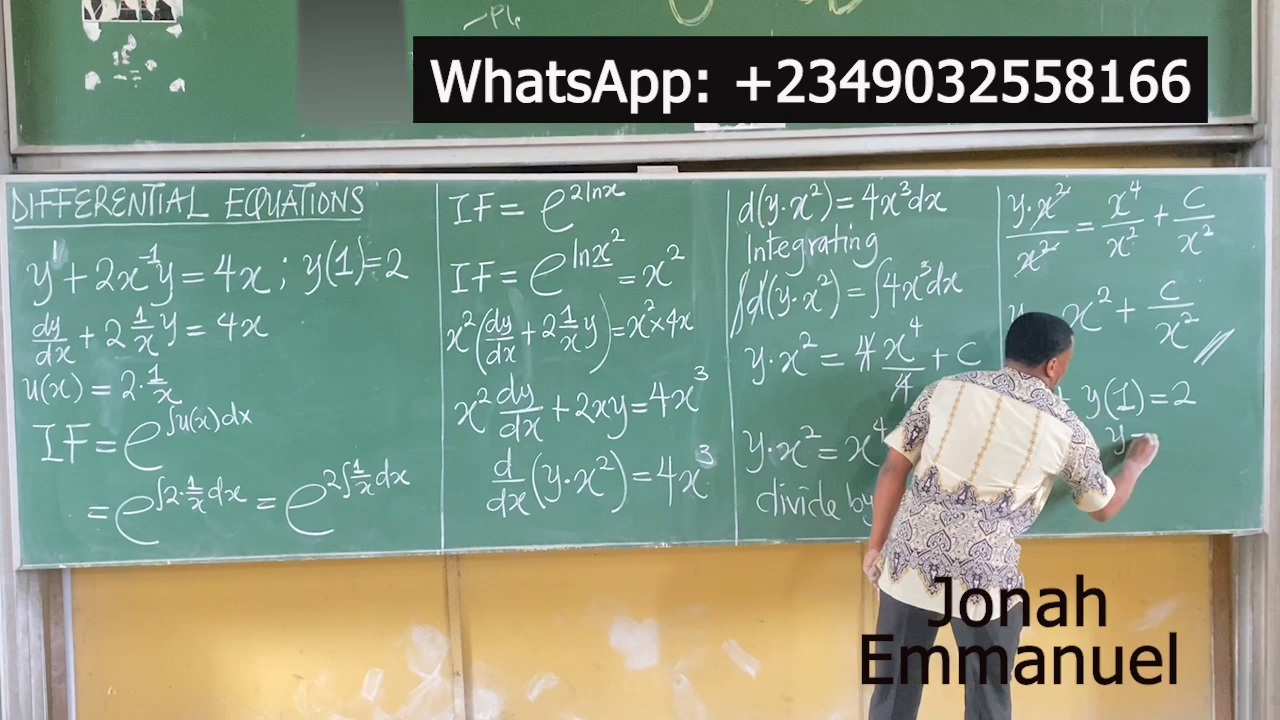 WhatsApp: +2349032558166
DIFFERENTIAL EQUATIONS
y' + 2x⁻¹y = 4x ; y(1) = 2
dy/dx + 2 1/x y = 4x
u(x) = 2·1/x
IF = e^∫u(x)dx
= e^∫2·1/x dx = e^2∫1/x dx
IF = e^2lnx
IF = e^lnx² = x²
x²(dy/dx + 2 1/x y) = x² × 4x
x² dy/dx + 2xy = 4x³
d/dx (y·x²) = 4x³
d(y·x²) = 4x³dx
Integrating
∫d(y·x²) = ∫4x³dx
y·x² = 4x⁴/4 + c
y·x² = x⁴
divide by
y·x²/x² = x⁴/x² + c/x²
x² + c/x² //
y(1) = 2
y =
Jonah
Emmanuel